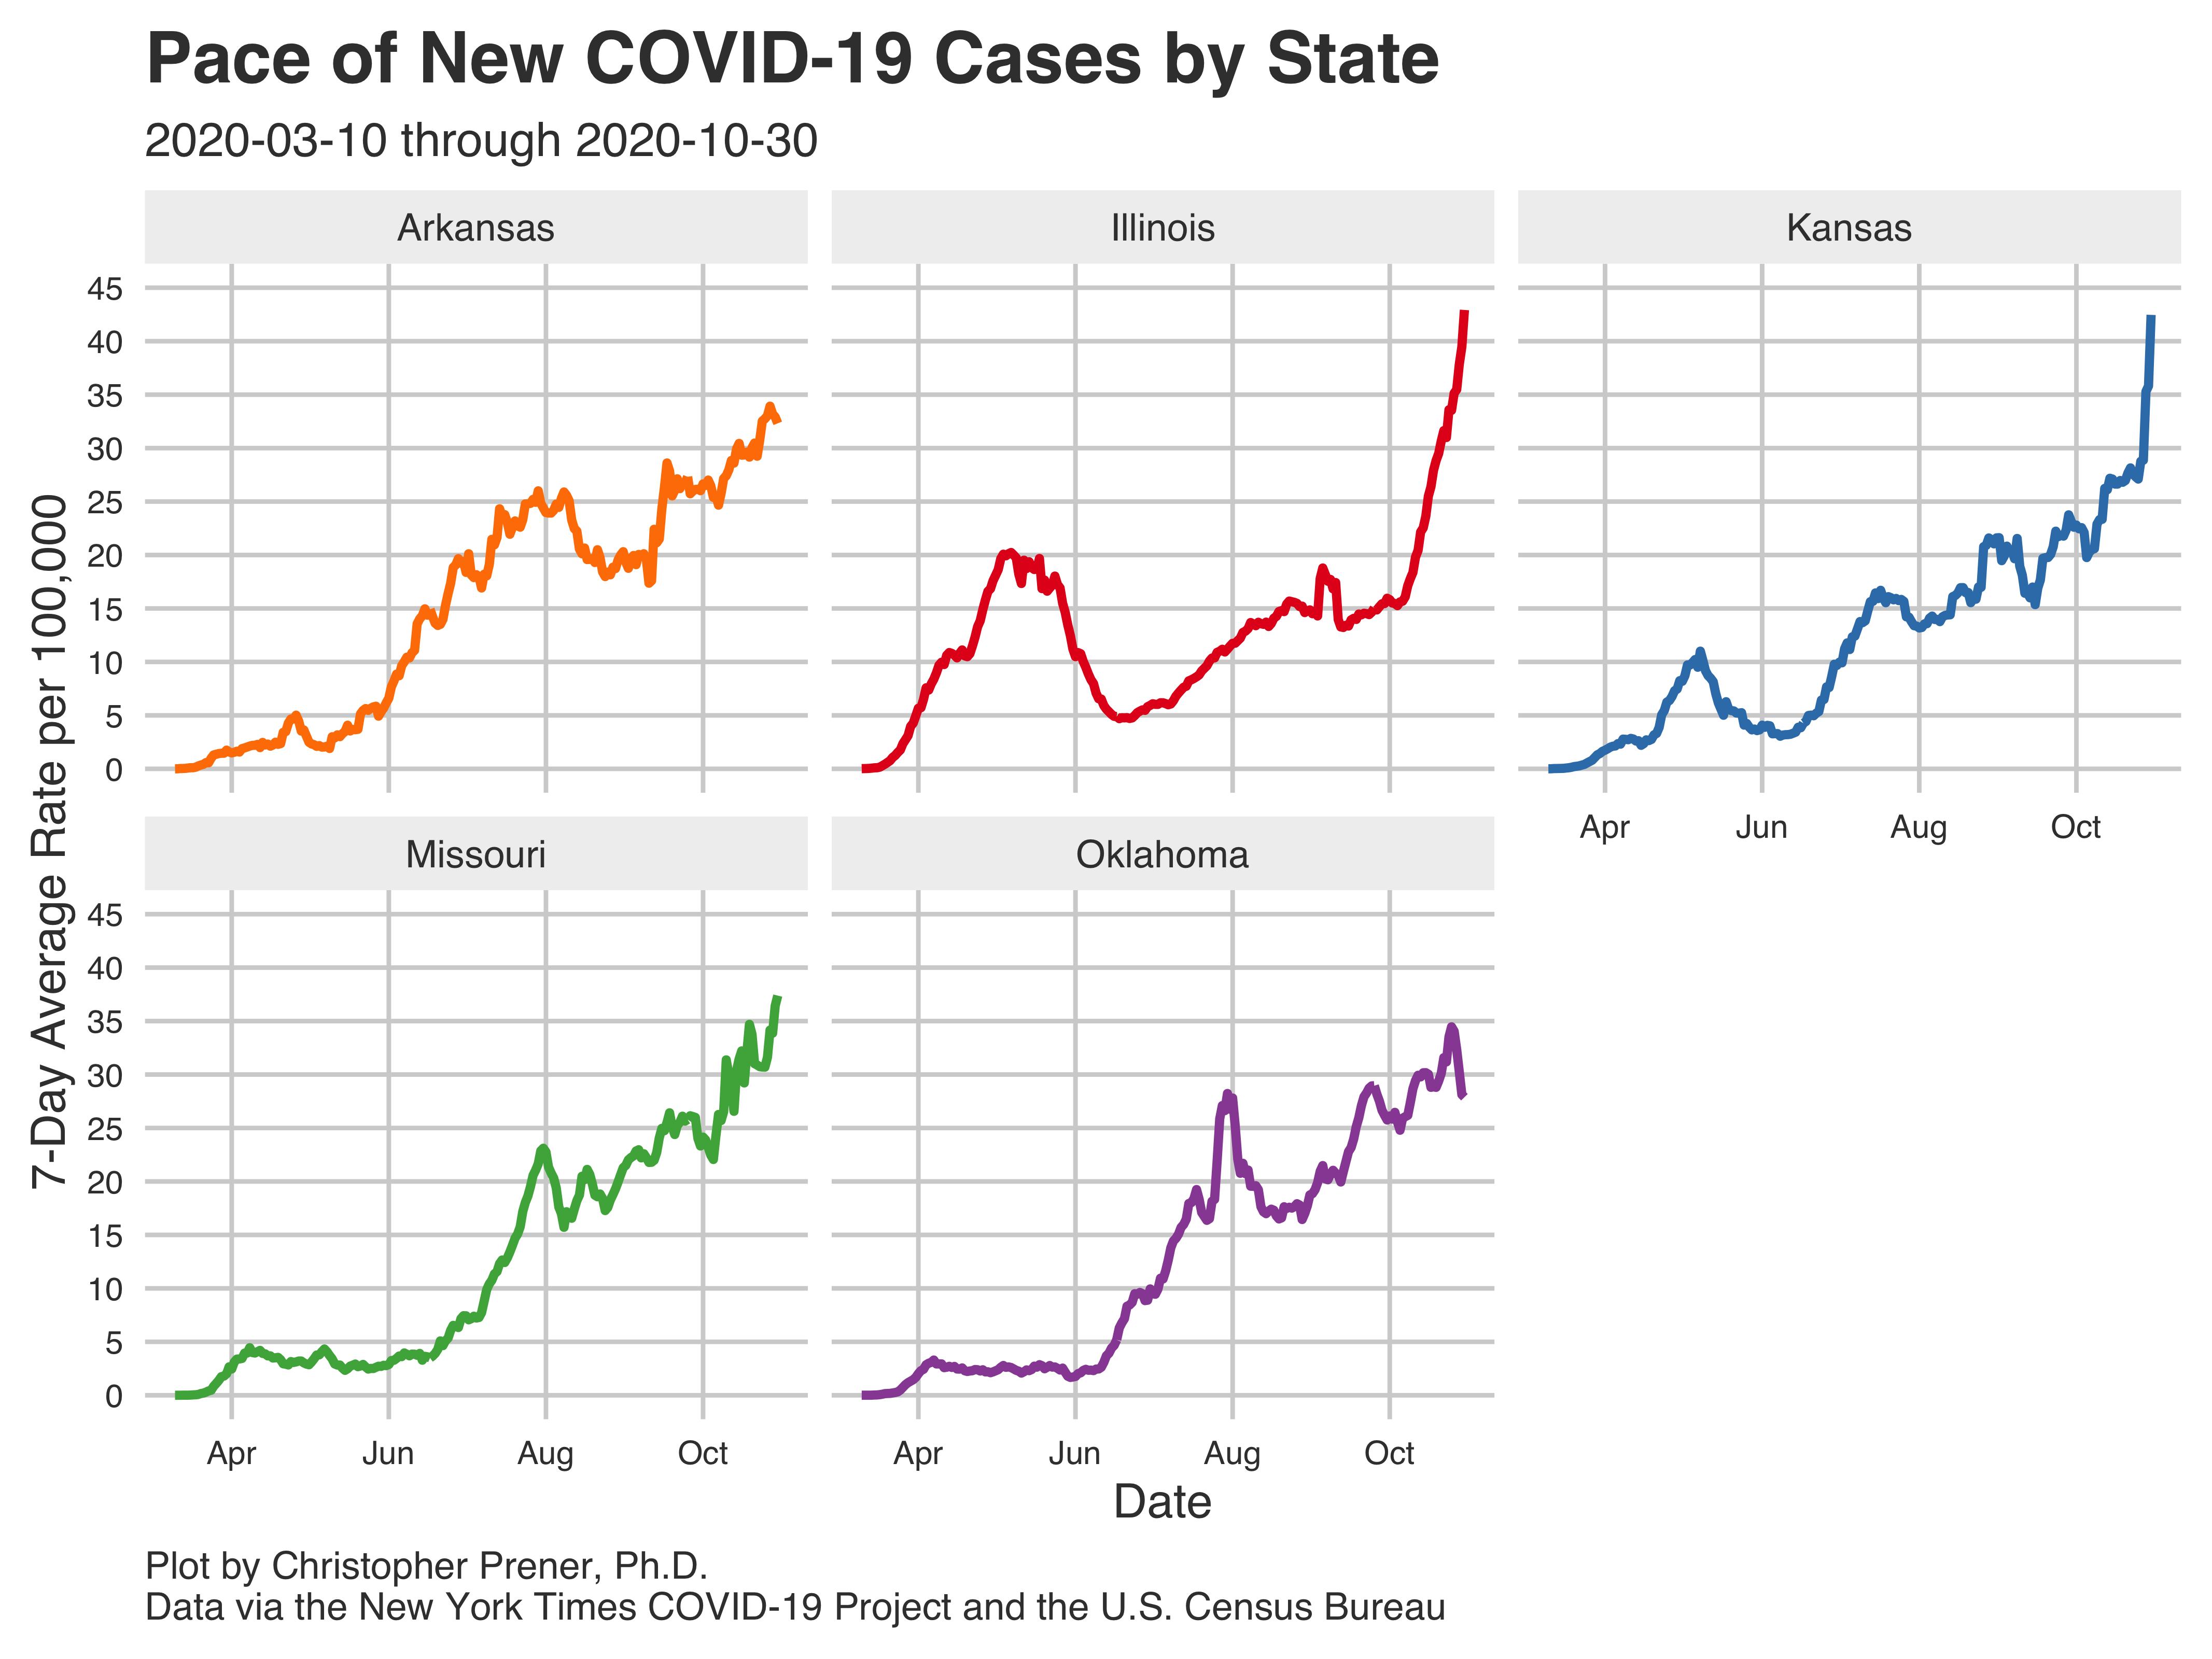 Pace of New COVID-19 Cases by State
2020-03-10 through 2020-10-30
Arkansas
Illinois
Kansas
45
40
35
30
25
20
15
10
5
0
Apr
Jun
Aug
Oct
Missouri
Oklahoma
45
40
35
30
25
20
15
10
5
0
Apr
Jun
Aug
Oct
Apr
Jun
Aug
Oct
7-Day Average Rate per 100,000
Date
Plot by Christopher Prener, Ph.D.
Data via the New York Times COVID-19 Project and the U.S. Census Bureau